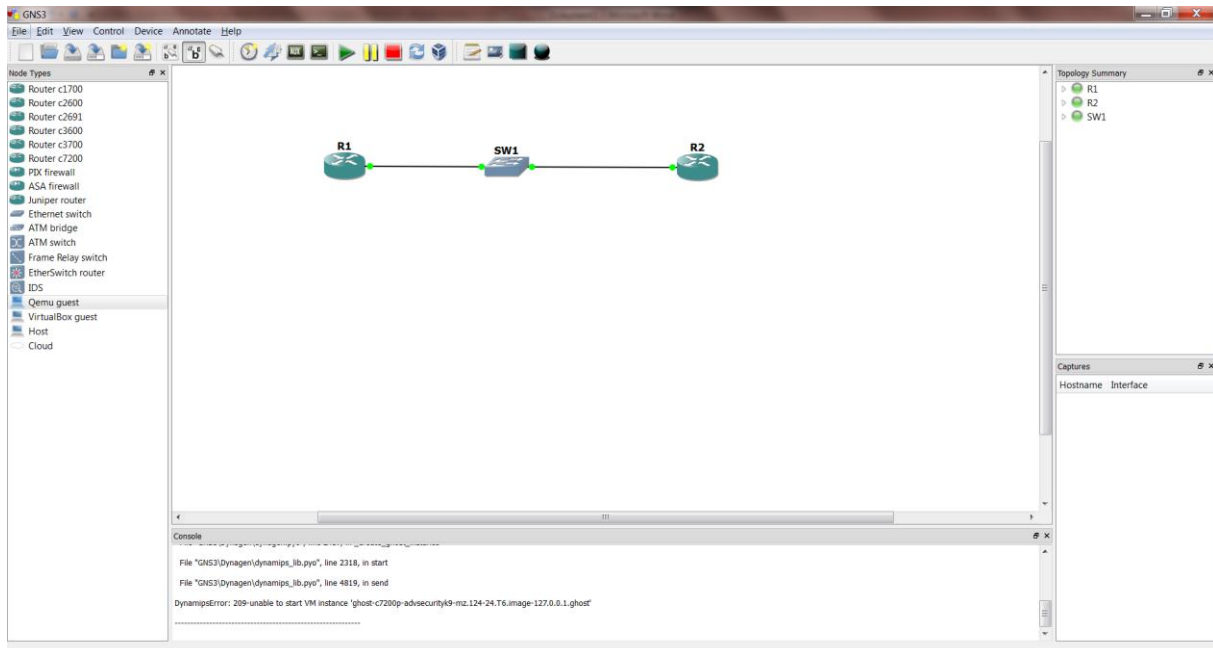 GNS3
File Edit View Control Device Annotate Help
Node Types
Router c1700
Router c2600
Router c2691
Router c3600
Router c3700
Router c7200
PIX firewall
ASA firewall
Juniper router
Ethernet switch
ATM bridge
ATM switch
Frame Relay switch
EtherSwitch router
IDS
Qemu guest
VirtualBox guest
Host
Cloud
R1
SW1
R2
Topology Summary
R1
R2
SW1
Captures
Hostname Interface
Console
File "GNS3\Dynagen\dynamips_lib.pyo", line 2318, in start
File "GNS3\Dynagen\dynamips_lib.pyo", line 4819, in send
DynamipsError: 209-unable to start VM instance 'ghost-c7200p-advsecurityk9-mz.124-24.T6.image-127.0.0.1.ghost'
------------------------------------------------------------